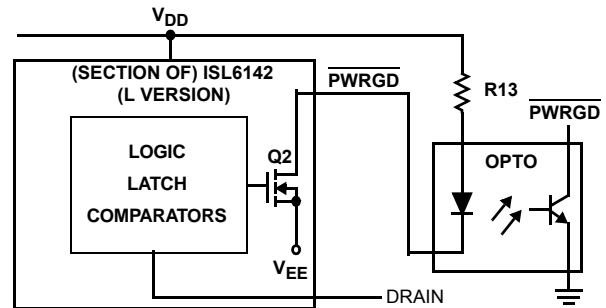 VDD
(SECTION OF) ISL6142
(L VERSION)
PWRGD
R13
PWRGD
OPTO
LOGIC
LATCH
COMPARATORS
Q2
VEE
DRAIN